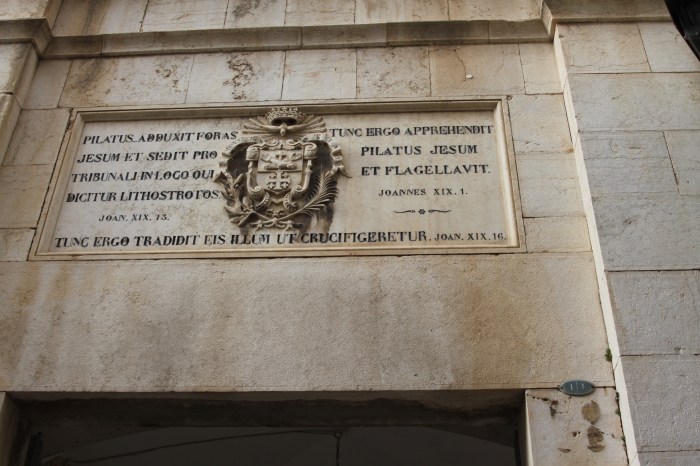 PILATUS ADDUXIT FORAS
JESUM ET SEDIT PRO
TRIBUNALI IN LOCO QUI
DICITUR LITHOSTROTOS
JOAN. XIX. 13.
TUNC ERGO APPREHENDIT
PILATUS JESUM
ET FLAGELLAVIT.
JOANNES XIX. 1.
TUNC ERGO TRADIDIT EIS ILLUM UT CRUCIFIGERETUR. JOAN. XIX. 16.